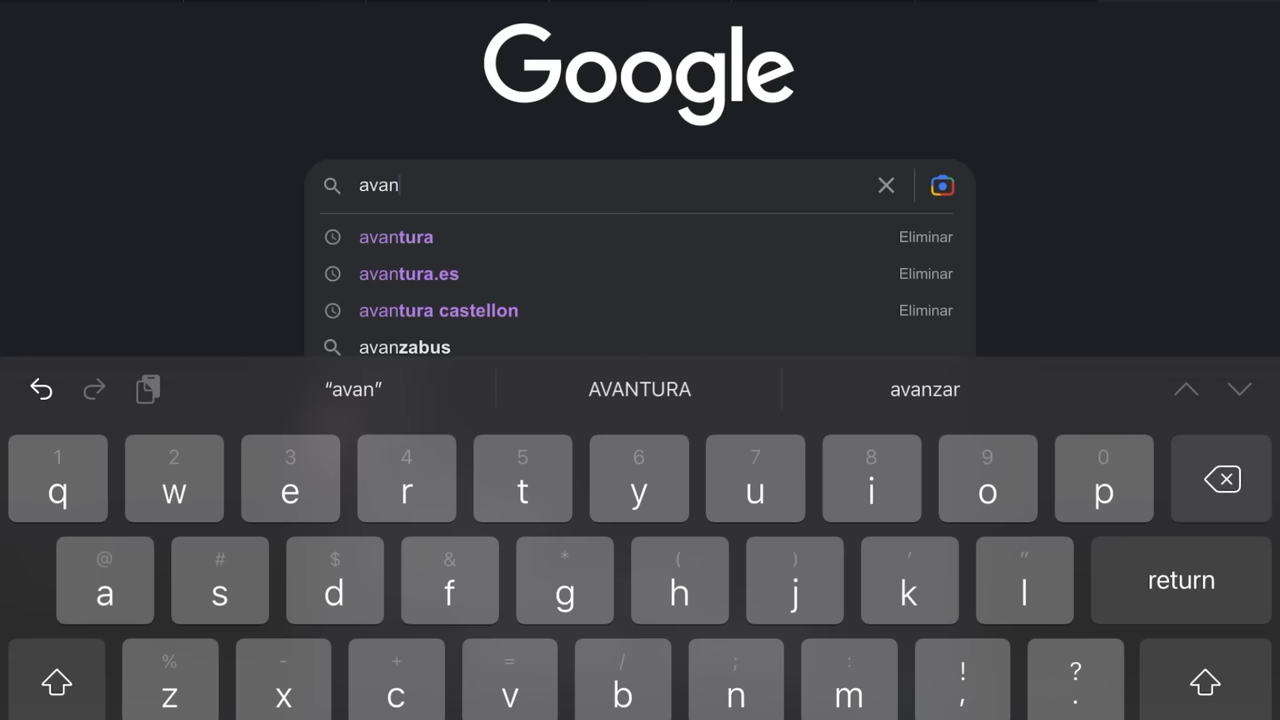 Google
avan
avantura Eliminar
avantura.es Eliminar
avantura castellon Eliminar
avanzabus
“avan” AVANTURA avanzar
1 2 3 4 5 6 7 8 9 0
q w e r t y u i o p
@ # $ & * ( ) ' "
a s d f g h j k l return
% - + = / ; : ! ?
z x c v b n m , .